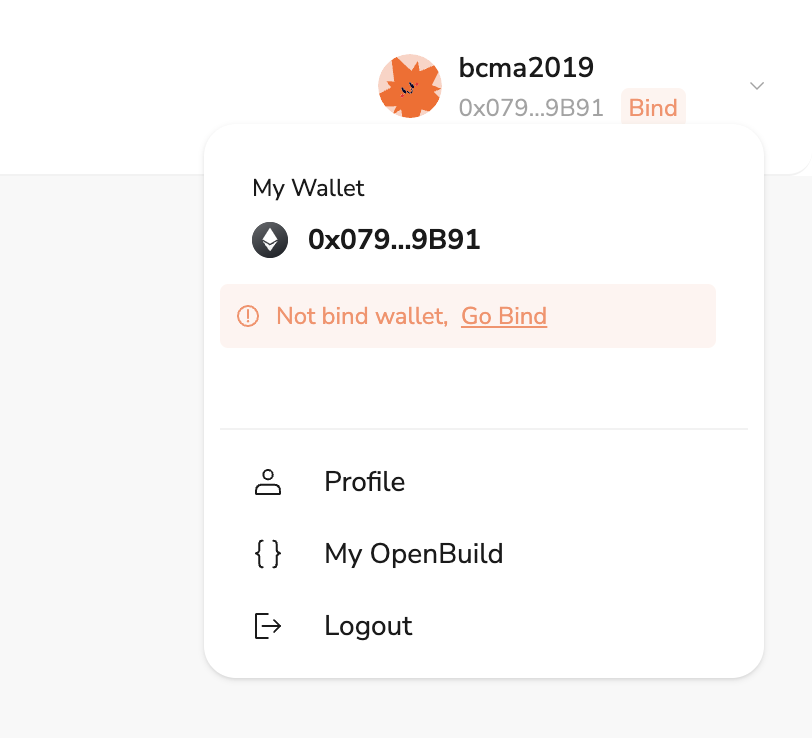 bcma2019
0x079...9B91 Bind
My Wallet
0x079...9B91
Not bind wallet, Go Bind
Profile
My OpenBuild
Logout